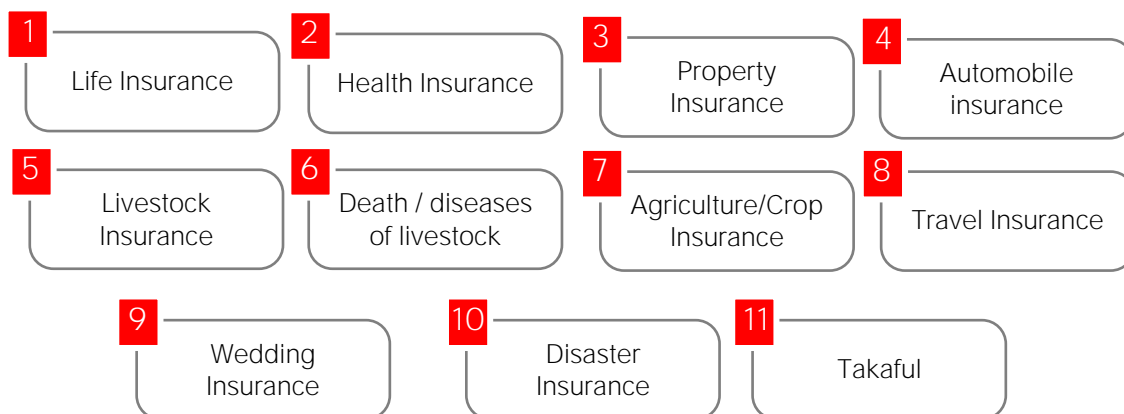 1
Life Insurance
2
Health Insurance
3
Property
Insurance
4
Automobile
insurance
5
Livestock
Insurance
6
Death / diseases
of livestock
7
Agriculture/Crop
Insurance
8
Travel Insurance
9
Wedding
Insurance
10
Disaster
Insurance
11
Takaful